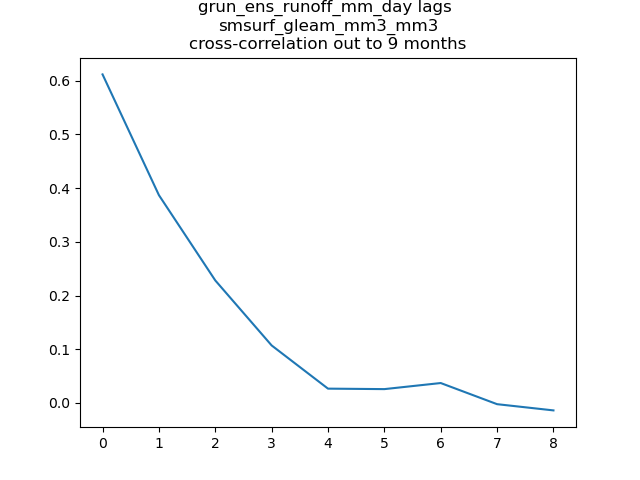 grun_ens_runoff_mm_day lags
smsurf_gleam_mm3_mm3
cross-correlation out to 9 months
0.6
0.5
0.4
0.3
0.2
0.1
0.0
0 1 2 3 4 5 6 7 8